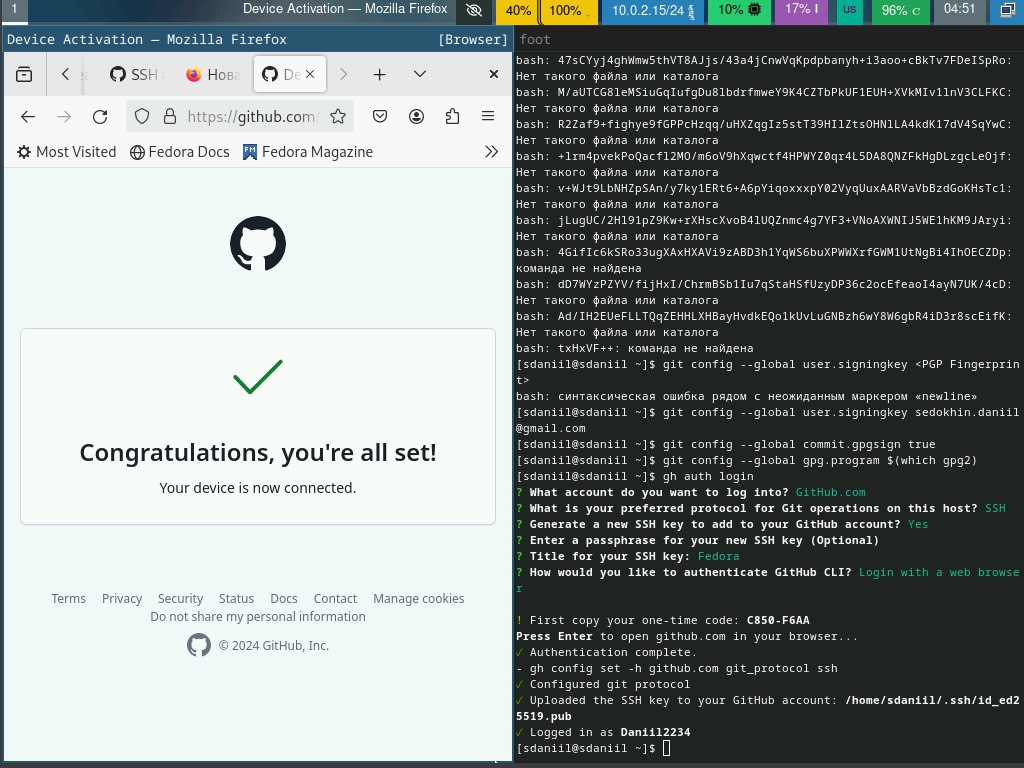 1
Device Activation — Mozilla Firefox
40%
100%
10.0.2.15/24
10%
17%
us
96%
04:51
Device Activation — Mozilla Firefox [Browser]
SSH
Нова
De
https://github.com/
Most Visited
Fedora Docs
Fedora Magazine
Congratulations, you're all set!
Your device is now connected.
Terms Privacy Security Status Docs Contact Manage cookies
Do not share my personal information
© 2024 GitHub, Inc.
foot
bash: 47sCYyj4ghWmw5thVT8AJjs/43a4jCnwVqKpdpbanyh+i3aoo+cBkTv7FDeISpRo:
Нет такого файла или каталога
bash: M/aUTCG8leMSiuGqIufgDu8lbdrfmweY9K4CZTbPkUF1EUH+XVkMIv1lnV3CLFKC:
Нет такого файла или каталога
bash: R2Zaf9+fighye9fGPPcHzqq/uHXZqgIz5stT39HIlZtsOHNlLA4kdK17dV4SqYwC:
Нет такого файла или каталога
bash: +lrm4pvekPoQacfl2MO/m6oV9hXqwctf4HPWYZ0qr4L5DA8QNZFkHgDLzgcLeOjf:
Нет такого файла или каталога
bash: v+WJt9LbNHZpSAn/y7ky1ERt6+A6pYiqoxxxpY02VyqUuxAARVaVbBzdGoKHsTc1:
Нет такого файла или каталога
bash: jLugUC/2Hl91pZ9Kw+rXHscXvoB4lUQZnmc4g7YF3+VNoAXWNIJ5WE1hKM9JAryi:
Нет такого файла или каталога
bash: 4GifIc6kSRo33ugXAxHXAVi9zABD3h1YqWS6buXPWWXrfGWM1UtNgBi4IhOECZDp:
команда не найдена
bash: dD7WYzPZYV/fijHxI/ChrmBSb1Iu7qStaHSfUzyDP36c2ocEfeaoI4ayN7UK/4cD:
Нет такого файла или каталога
bash: Ad/IH2EUeFLLTQqZEHHLXHBayHvdkEQo1kUvLuGNBzh6wY8W6gbR4iD3r8scEifK:
Нет такого файла или каталога
bash: txHxVF++: команда не найдена
[sdaniil@sdaniil ~]$ git config --global user.signingkey <PGP Fingerprin
t>
bash: синтаксическая ошибка рядом с неожиданным маркером «newline»
[sdaniil@sdaniil ~]$ git config --global user.signingkey sedokhin.daniil
@gmail.com
[sdaniil@sdaniil ~]$ git config --global commit.gpgsign true
[sdaniil@sdaniil ~]$ git config --global gpg.program $(which gpg2)
[sdaniil@sdaniil ~]$ gh auth login
? What account do you want to log into? GitHub.com
? What is your preferred protocol for Git operations on this host? SSH
? Generate a new SSH key to add to your GitHub account? Yes
? Enter a passphrase for your new SSH key (Optional)
? Title for your SSH key: Fedora
? How would you like to authenticate GitHub CLI? Login with a web browse
r
! First copy your one-time code: C850-F6AA
Press Enter to open github.com in your browser...
✓ Authentication complete.
- gh config set -h github.com git_protocol ssh
✓ Configured git protocol
✓ Uploaded the SSH key to your GitHub account: /home/sdaniil/.ssh/id_ed2
5519.pub
✓ Logged in as Daniil2234
[sdaniil@sdaniil ~]$